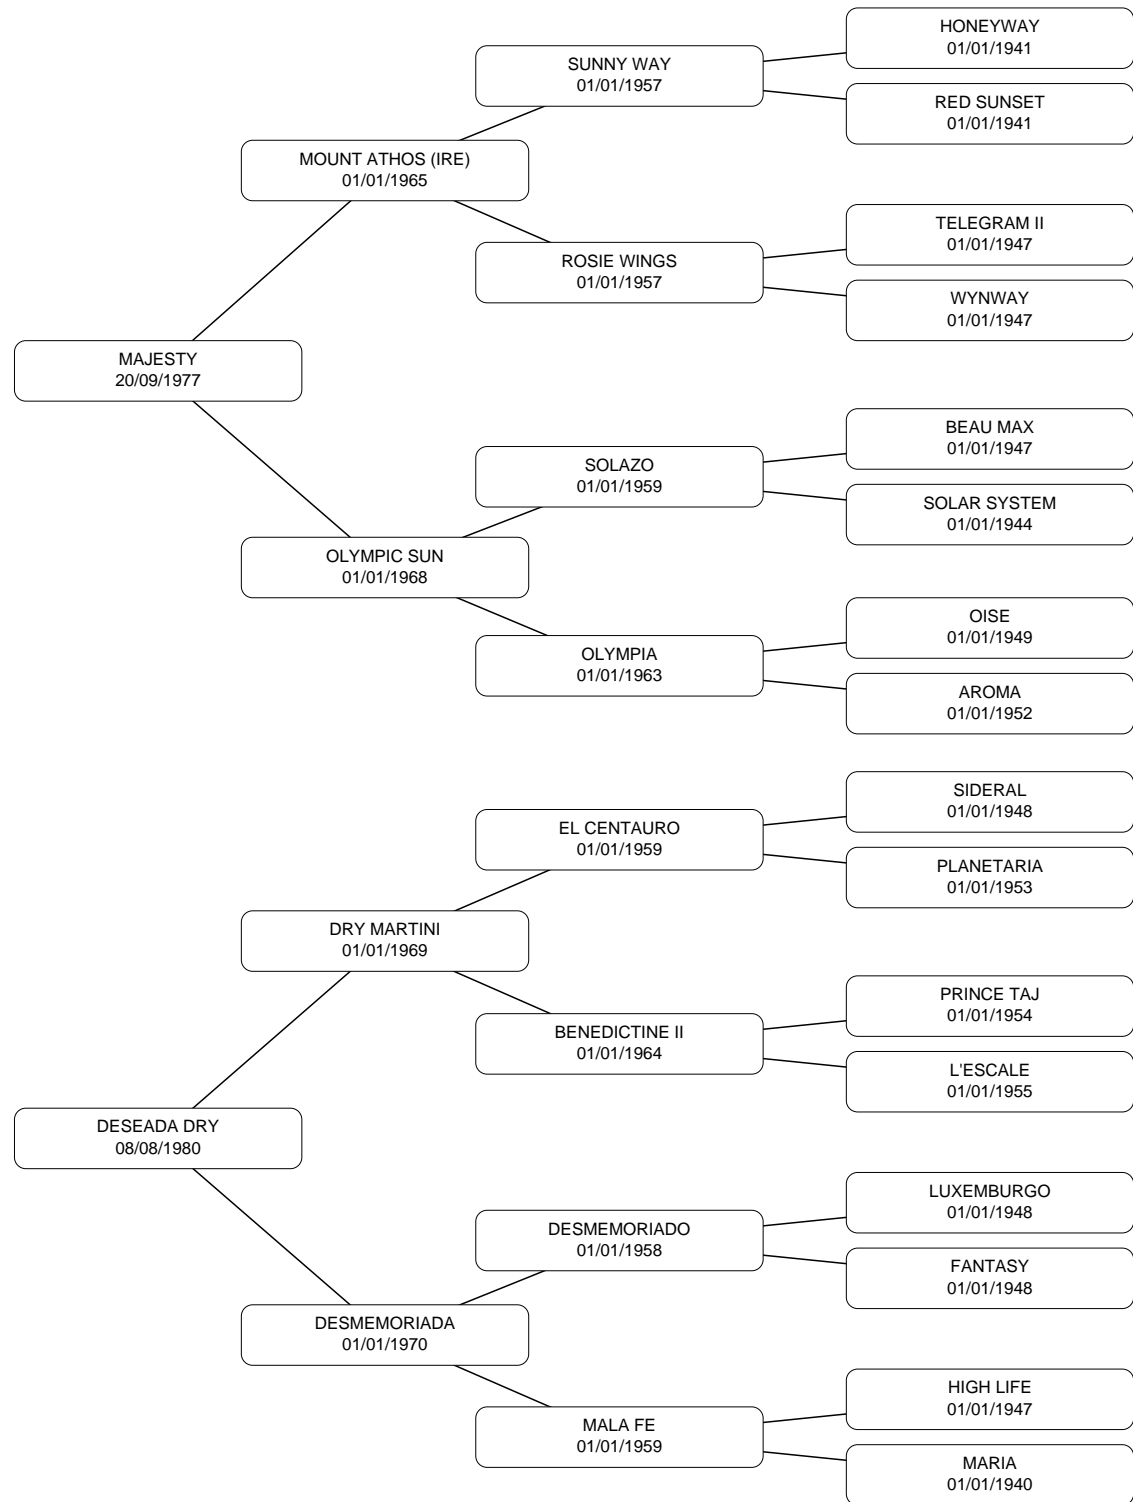 HONEYWAY
01/01/1941
SUNNY WAY
01/01/1957
RED SUNSET
01/01/1941
MOUNT ATHOS (IRE)
01/01/1965
TELEGRAM II
01/01/1947
ROSIE WINGS
01/01/1957
WYNWAY
01/01/1947
MAJESTY
20/09/1977
BEAU MAX
01/01/1947
SOLAZO
01/01/1959
SOLAR SYSTEM
01/01/1944
OLYMPIC SUN
01/01/1968
OISE
01/01/1949
OLYMPIA
01/01/1963
AROMA
01/01/1952
SIDERAL
01/01/1948
EL CENTAURO
01/01/1959
PLANETARIA
01/01/1953
DRY MARTINI
01/01/1969
PRINCE TAJ
01/01/1954
BENEDICTINE II
01/01/1964
L'ESCALE
01/01/1955
DESEADA DRY
08/08/1980
LUXEMBURGO
01/01/1948
DESMEMORIADO
01/01/1958
FANTASY
01/01/1948
DESMEMORIADA
01/01/1970
HIGH LIFE
01/01/1947
MALA FE
01/01/1959
MARIA
01/01/1940